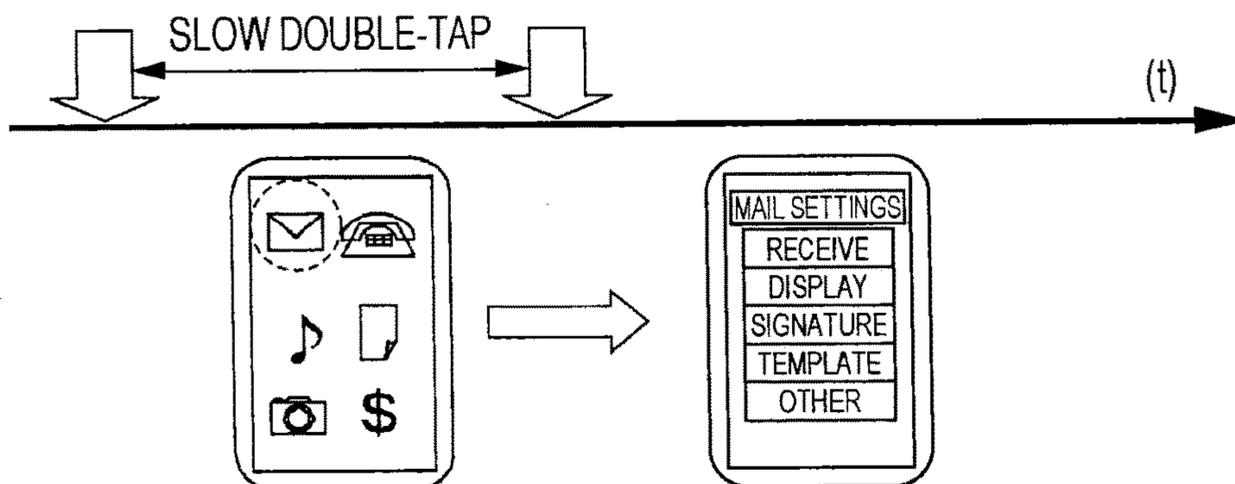 SLOW DOUBLE-TAP
(t)
$
MAIL SETTINGS
RECEIVE
DISPLAY
SIGNATURE
TEMPLATE
OTHER